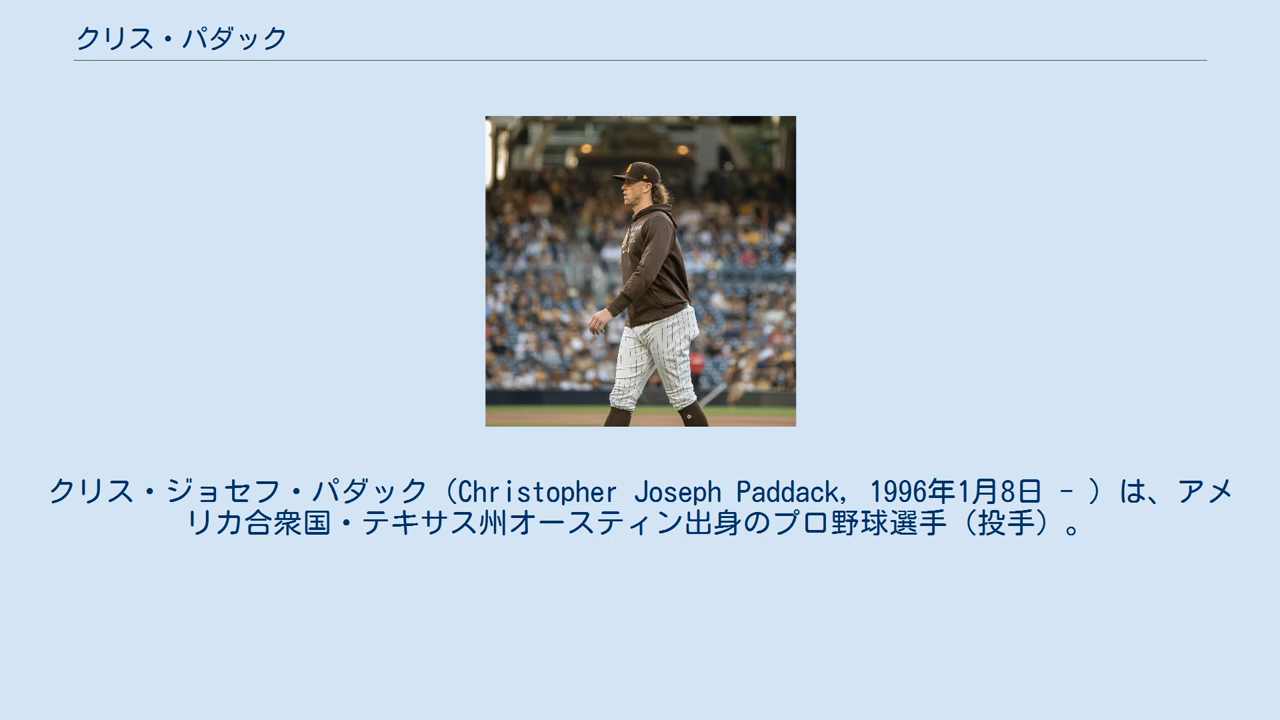 クリス・パダック
クリス・ジョセフ・パダック（Christopher Joseph Paddack, 1996年1月8日 - ）は、アメ
リカ合衆国・テキサス州オースティン出身のプロ野球選手（投手）。